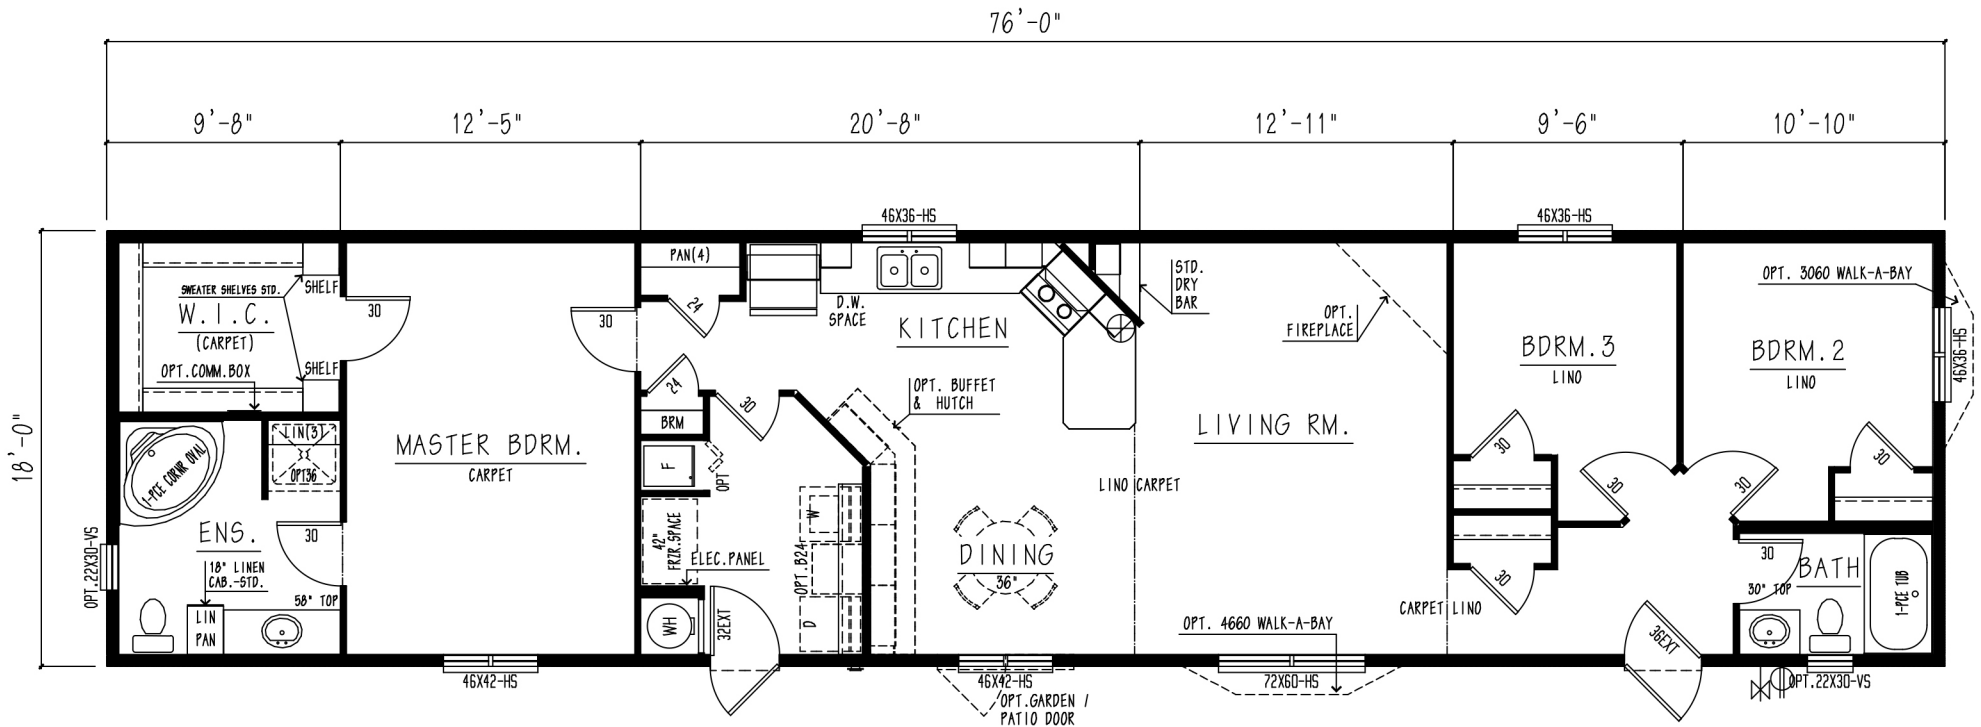 76'-0"
9'-8"
12'-5"
20'-8"
12'-11"
9'-6"
10'-10"
18'-0"
46X36-HS
46X36-HS
SWEATER SHELVES STD.
SHELF
W.I.C.
(CARPET)
SHELF
OPT.COMM.BOX
30
30
PAN(4)
24
D.W.
SPACE
KITCHEN
STD.
DRY
BAR
OPT.
FIREPLACE
BDRM.3
LINO
OPT. 3060 WALK-A-BAY
BDRM.2
LINO
46X36-HS
24
BRM
30
OPT. BUFFET
& HUTCH
LIVING RM.
MASTER BDRM.
CARPET
LIN(3)
OPT36
1-PCE CORNR OVAL
F
OPT
LINO CARPET
30
30
30
30
ENS.
30
18" LINEN
CAB.-STD.
58" TOP
LIN
PAN
OPT.22X30-VS
42"
FRZR.SPACE
ELEC.PANEL
W
OPT.B24
D
WH
32EXT
DINING
36"
30
CARPET LINO
30
BATH
30" TOP
1-PCE TUB
36EXT
OPT. 4660 WALK-A-BAY
46X42-HS
46X42-HS
OPT.GARDEN /
PATIO DOOR
72X60-HS
OPT.22X30-VS